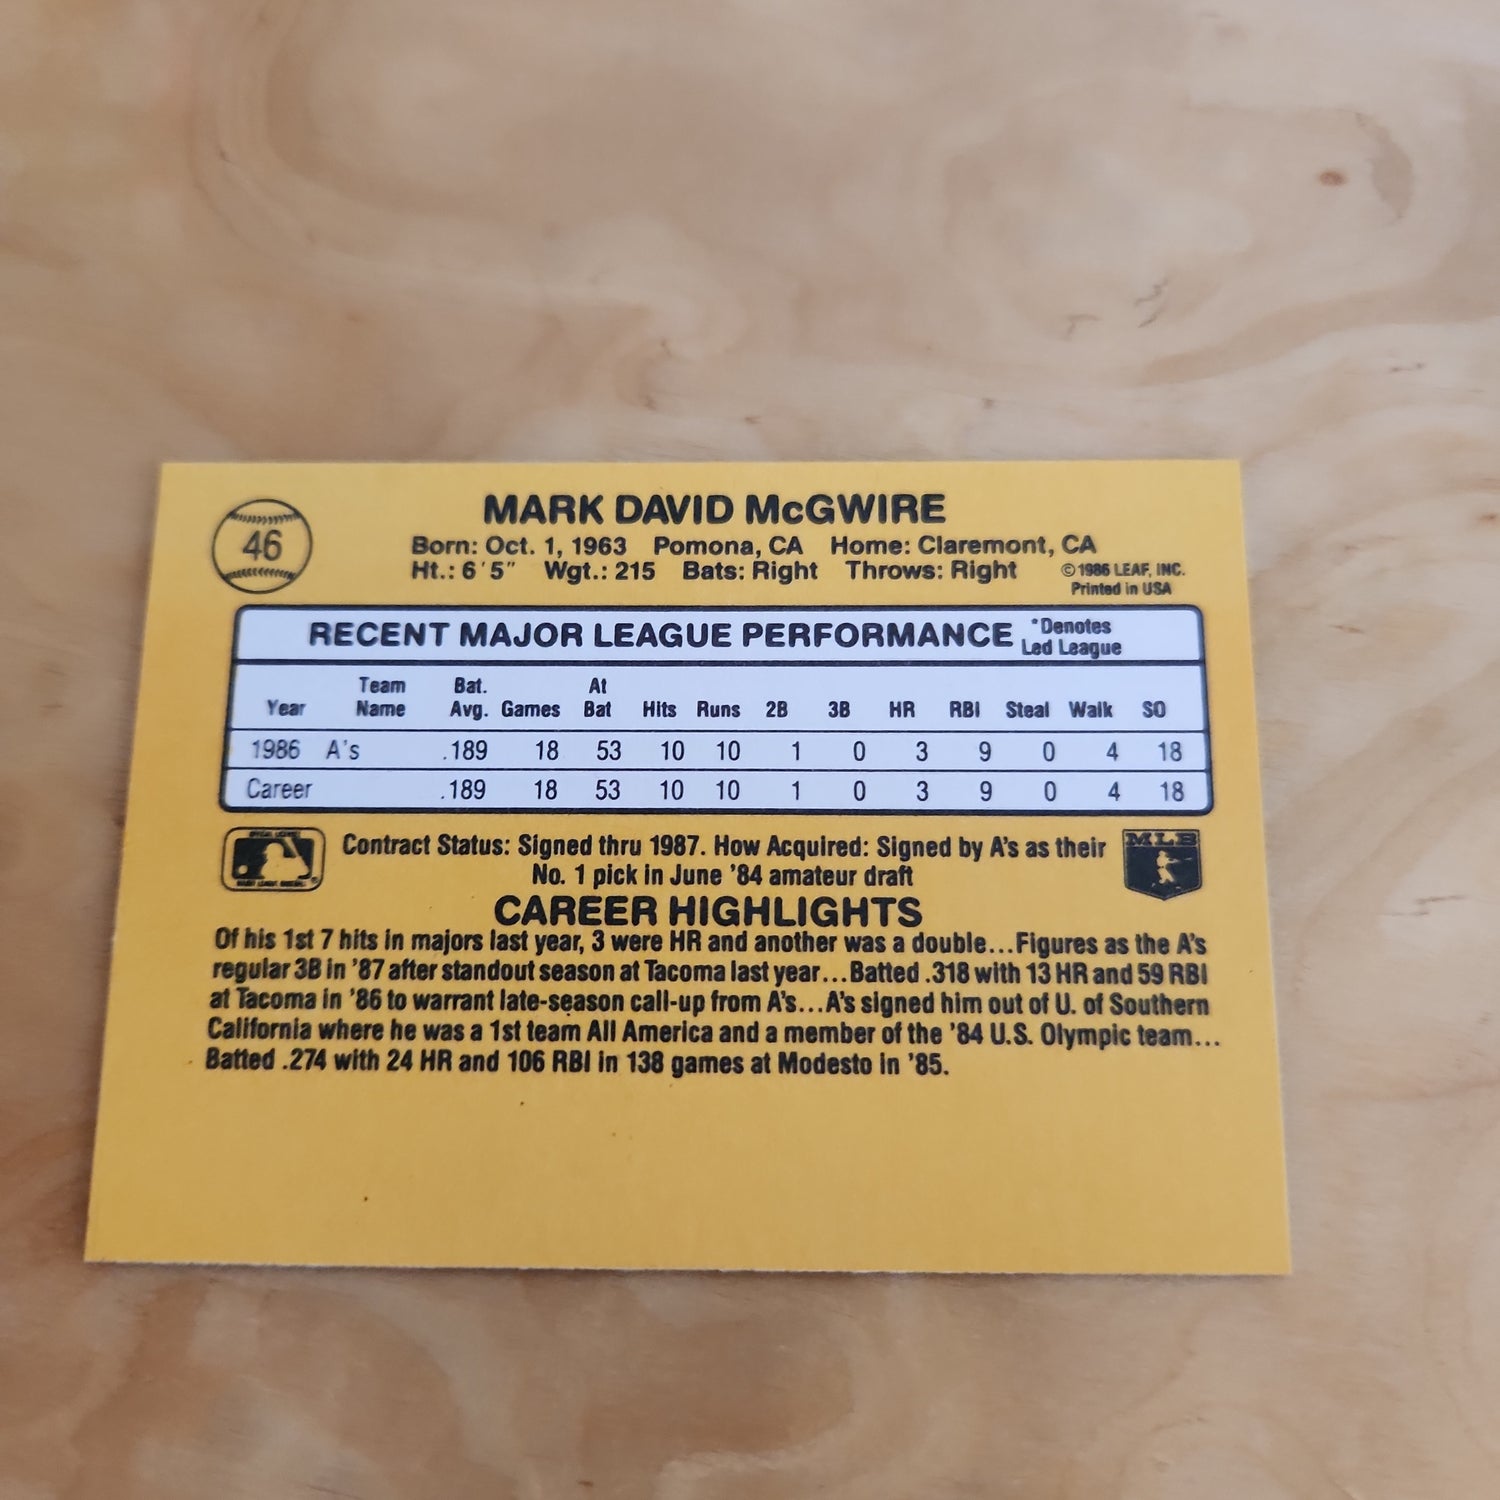 46
MARK DAVID McGWIRE
Born: Oct. 1, 1963 Pomona, CA Home: Claremont, CA
Ht.: 6'5" Wgt.: 215 Bats: Right Throws: Right
©1986 LEAF, INC.
Printed in USA
RECENT MAJOR LEAGUE PERFORMANCE
*Denotes
Led League
Year Team Name Bat. Avg. Games At Bat Hits Runs 2B 3B HR RBI Steal Walk SO
1986 A's .189 18 53 10 10 1 0 3 9 0 4 18
Career .189 18 53 10 10 1 0 3 9 0 4 18
Contract Status: Signed thru 1987. How Acquired: Signed by A's as their
No. 1 pick in June '84 amateur draft
MLB
CAREER HIGHLIGHTS
Of his 1st 7 hits in majors last year, 3 were HR and another was a double...Figures as the A's
regular 3B in '87 after standout season at Tacoma last year...Batted .318 with 13 HR and 59 RBI
at Tacoma in '86 to warrant late-season call-up from A's...A's signed him out of U. of Southern
California where he was a 1st team All America and a member of the '84 U.S. Olympic team...
Batted .274 with 24 HR and 106 RBI in 138 games at Modesto in '85.